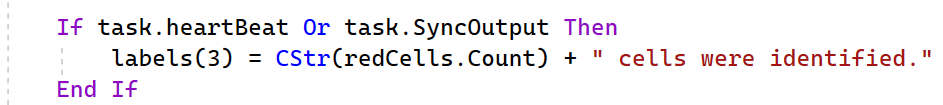 If task.heartBeat Or task.SyncOutput Then
labels(3) = CStr(redCells.Count) + " cells were identified."
End If